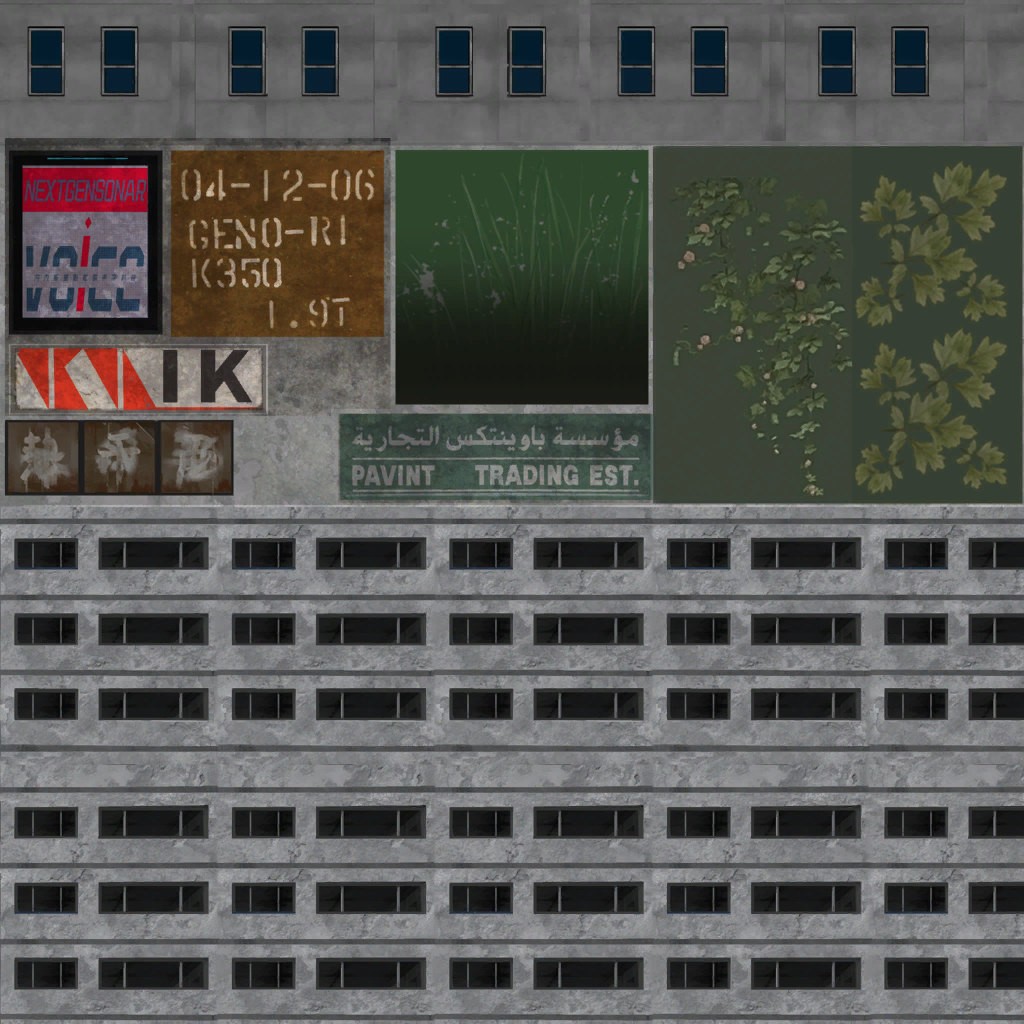 NEXTGENSONAR
VOiCE
04-12-06
GENO-R1
K350
1.9T
IK
مؤسسة باوينتكس التجارية
PAVINT TRADING EST.